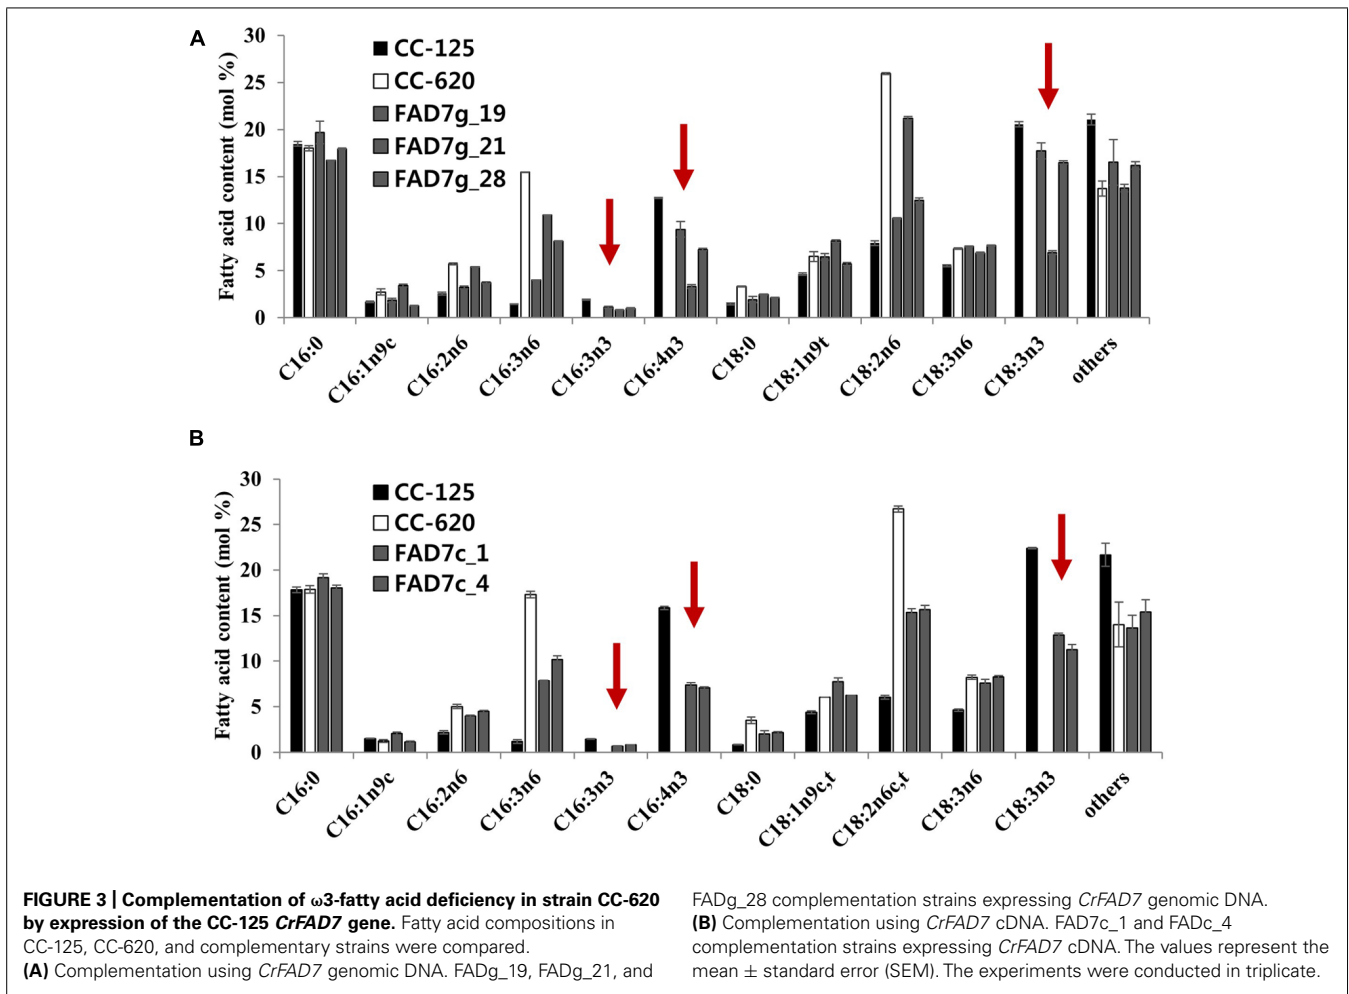 A
Fatty acid content (mol %)
30
25
20
15
10
5
0
CC-125
CC-620
FAD7g_19
FAD7g_21
FAD7g_28
C16:0
C16:1n9c
C16:2n6
C16:3n6
C16:3n3
C16:4n3
C18:0
C18:1n9t
C18:2n6
C18:3n6
C18:3n3
others
B
Fatty acid content (mol %)
30
25
20
15
10
5
0
CC-125
CC-620
FAD7c_1
FAD7c_4
C16:0
C16:1n9c
C16:2n6
C16:3n6
C16:3n3
C16:4n3
C18:0
C18:1n9c,t
C18:2n6c,t
C18:3n6
C18:3n3
others
FIGURE 3 | Complementation of ω3-fatty acid deficiency in strain CC-620
by expression of the CC-125 CrFAD7 gene. Fatty acid compositions in
CC-125, CC-620, and complementary strains were compared.
(A) Complementation using CrFAD7 genomic DNA. FADg_19, FADg_21, and
FADg_28 complementation strains expressing CrFAD7 genomic DNA.
(B) Complementation using CrFAD7 cDNA. FAD7c_1 and FADc_4
complementation strains expressing CrFAD7 cDNA. The values represent the
mean ± standard error (SEM). The experiments were conducted in triplicate.